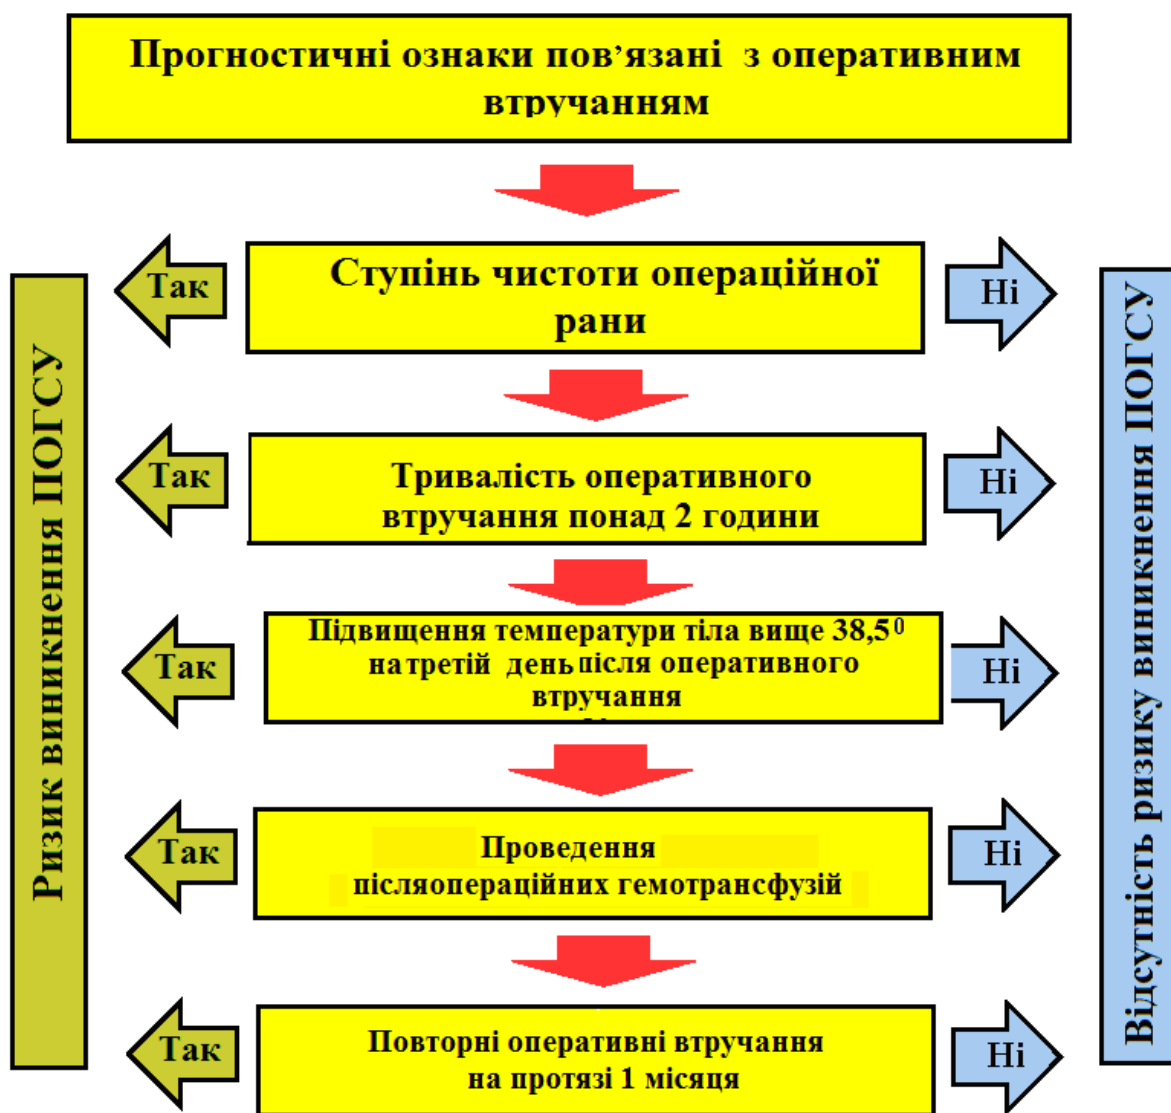 Прогностичні ознаки пов’язані з оперативним
втручанням
Так
Ступінь чистоти операційної
рани
Ні
Так
Тривалість оперативного
втручання понад 2 години
Ні
Так
Підвищення температури тіла вище 38,5⁰
на третій день після оперативного
втручання
Ні
Так
Проведення
післяопераційних гемотрансфузій
Ні
Так
Повторні оперативні втручання
на протязі 1 місяця
Ні
Ризик виникнення ПОГСУ
Відсутність ризику виникнення ПОГСУ